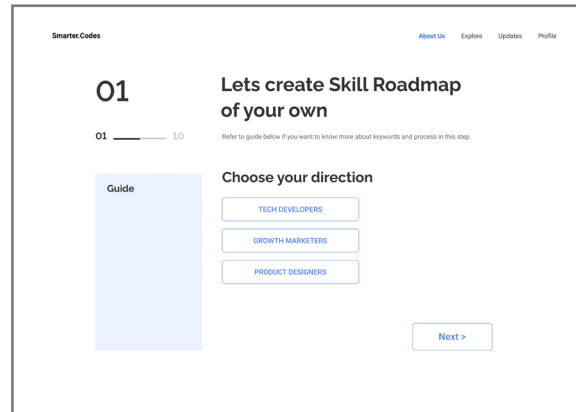 Smarter.Codes
About Us Explore Updates Profile
01
Lets create Skill Roadmap
of your own
01 10
Refer to guide below if you want to know more about keywords and process in this step.
Guide
Choose your direction
TECH DEVELOPERS
GROWTH MARKETERS
PRODUCT DESIGNERS
Next >